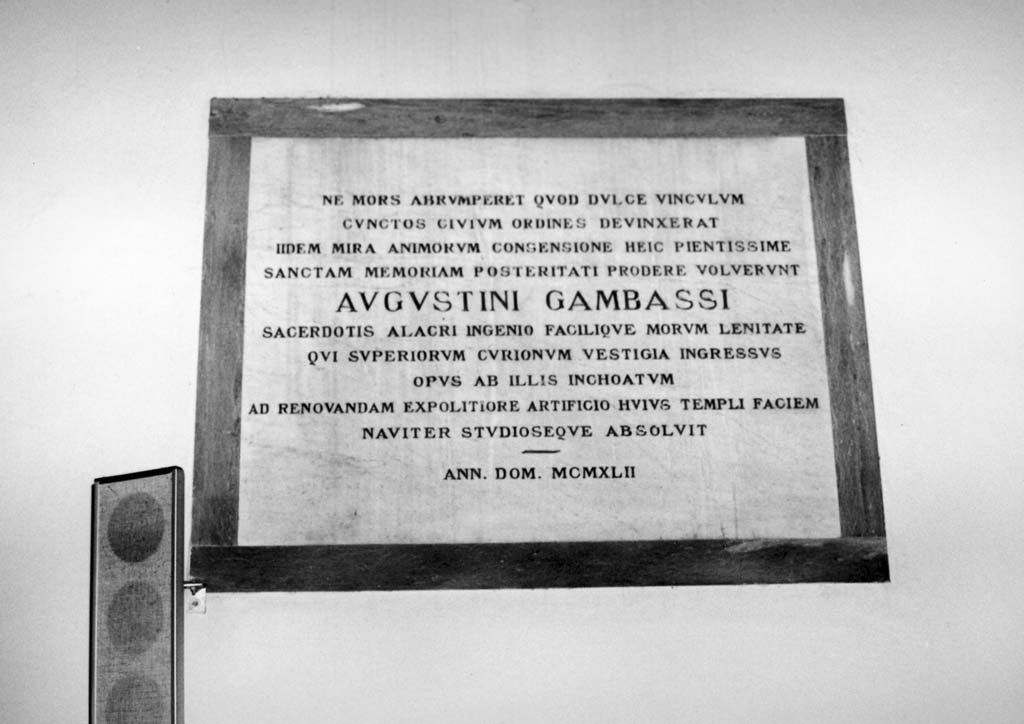 NE MORS ABRVMPERET QVOD DVLCE VINCVLVM
CVNCTOS CIVIVM ORDINES DEVINXERAT
IIDEM MIRA ANIMORVM CONSENSIONE HEIC PIENTISSIME
SANCTAM MEMORIAM POSTERITATI PRODERE VOLVERVNT
AVGVSTINI GAMBASSI
SACERDOTIS ALACRI INGENIO FACILIQVE MORVM LENITATE
QVI SVPERIORVM CVRIONVM VESTIGIA INGRESSVS
OPVS AB ILLIS INCHOATVM
AD RENOVANDAM EXPOLITIORE ARTIFICIO HVIVS TEMPLI FACIEM
NAVITER STVDIOSEQVE ABSOLVIT
ANN. DOM. MCMXLII